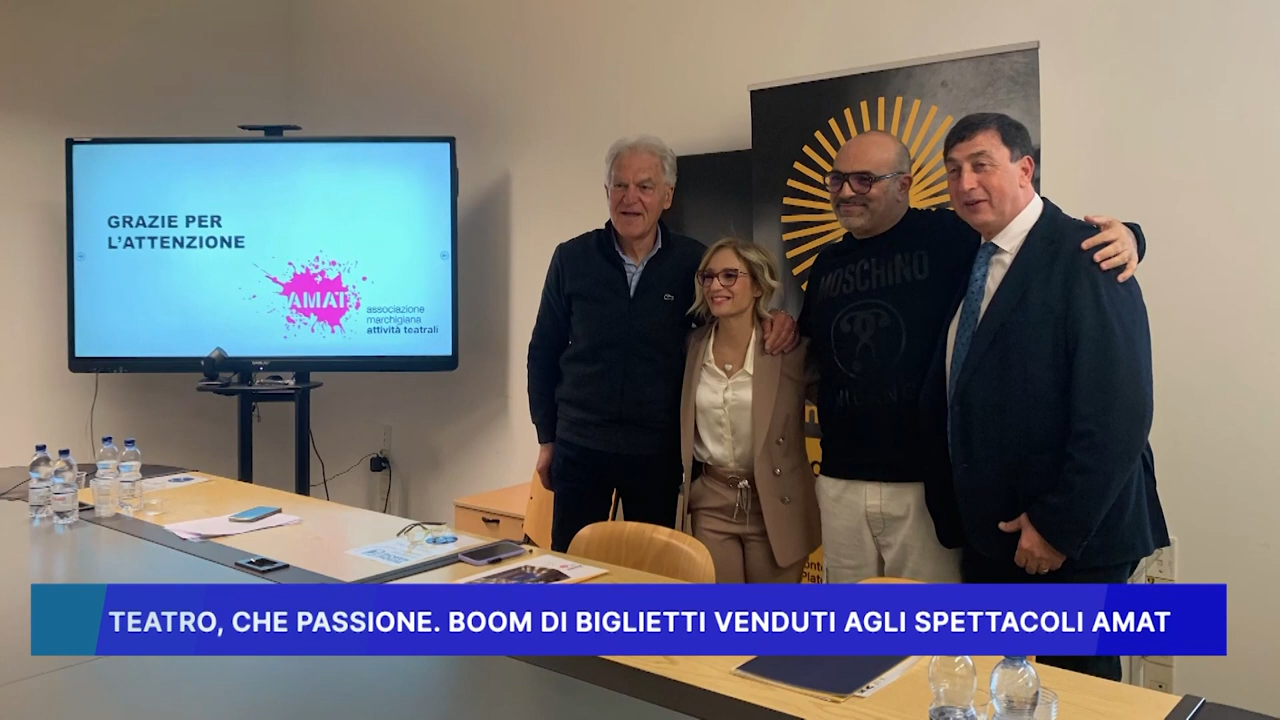 GRAZIE PER
L'ATTENZIONE
AMAT
associazione
marchigiana
attività teatrali
MOSCHINO
TEATRO, CHE PASSIONE. BOOM DI BIGLIETTI VENDUTI AGLI SPETTACOLI AMAT